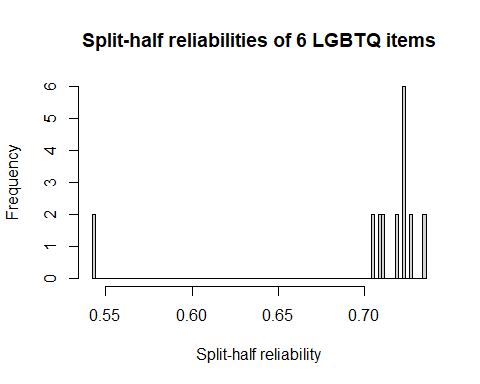 Split-half reliabilities of 6 LGBTQ items
Frequency
6
5
4
3
2
1
0
0.55 0.60 0.65 0.70
Split-half reliability